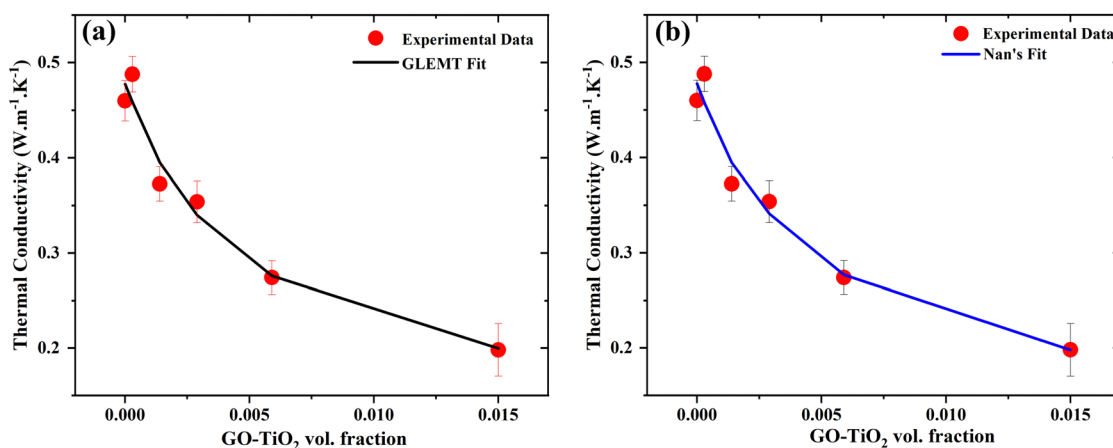 (a)
Experimental Data
GLEMT Fit
Thermal Conductivity (W.m⁻¹.K⁻¹)
0.5
0.4
0.3
0.2
0.000
0.005
0.010
0.015
GO-TiO₂ vol. fraction
(b)
Experimental Data
Nan's Fit
Thermal Conductivity (W.m⁻¹.K⁻¹)
0.5
0.4
0.3
0.2
0.000
0.005
0.010
0.015
GO-TiO₂ vol. fraction